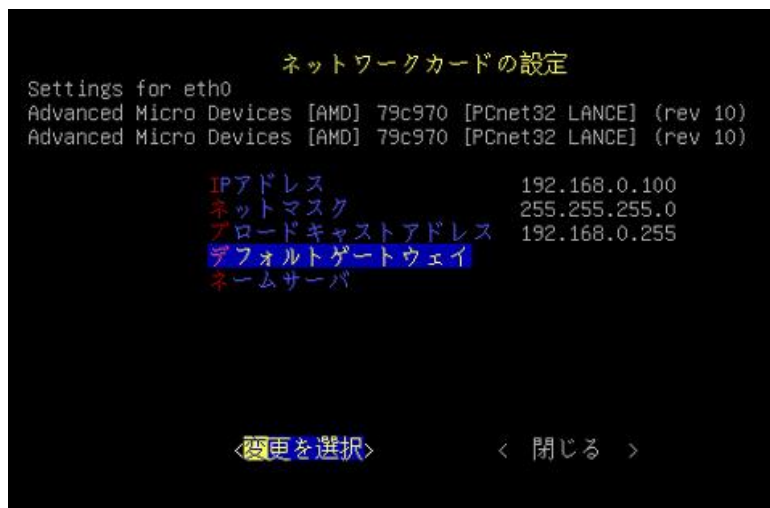 ネットワークカードの設定
Settings for eth0
Advanced Micro Devices [AMD] 79c970 [PCnet32 LANCE] (rev 10)
Advanced Micro Devices [AMD] 79c970 [PCnet32 LANCE] (rev 10)
IPアドレス 192.168.0.100
ネットマスク 255.255.255.0
ブロードキャストアドレス 192.168.0.255
デフォルトゲートウェイ
ネームサーバ
<変更を選択> < 閉じる >